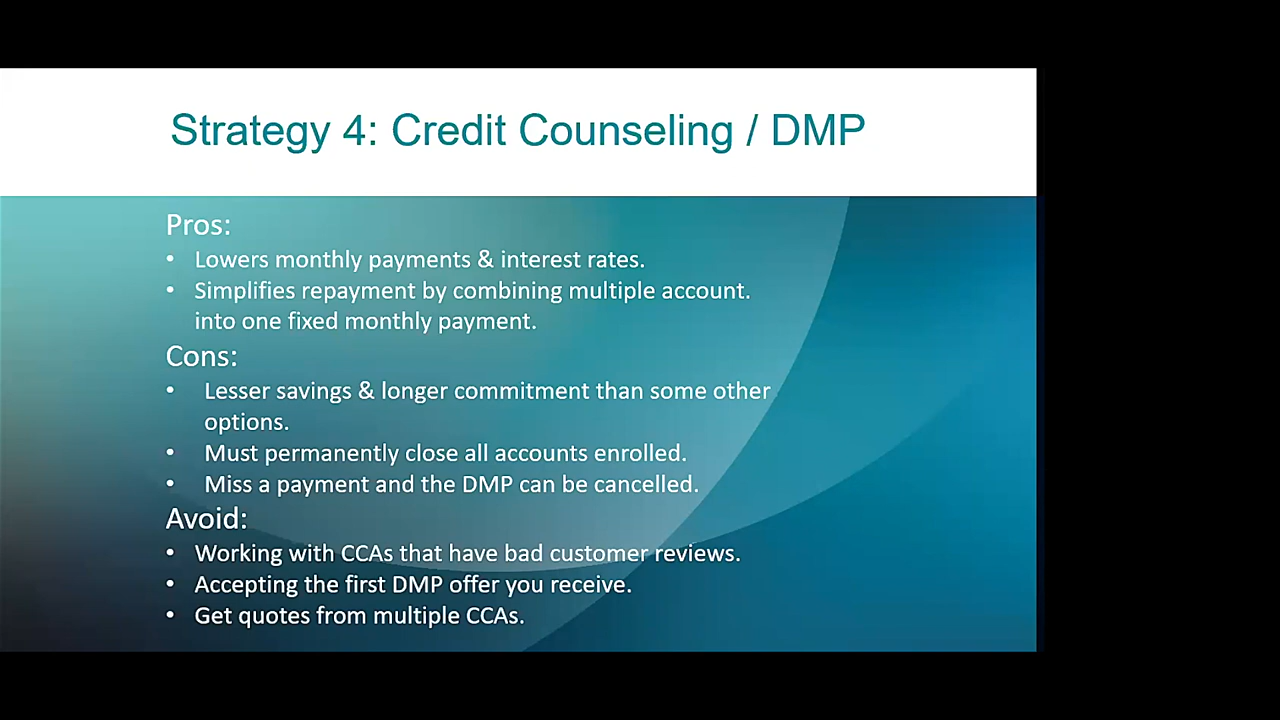 Strategy 4: Credit Counseling / DMP
Pros:
• Lowers monthly payments & interest rates.
• Simplifies repayment by combining multiple account.
into one fixed monthly payment.
Cons:
• Lesser savings & longer commitment than some other
options.
• Must permanently close all accounts enrolled.
• Miss a payment and the DMP can be cancelled.
Avoid:
• Working with CCAs that have bad customer reviews.
• Accepting the first DMP offer you receive.
• Get quotes from multiple CCAs.